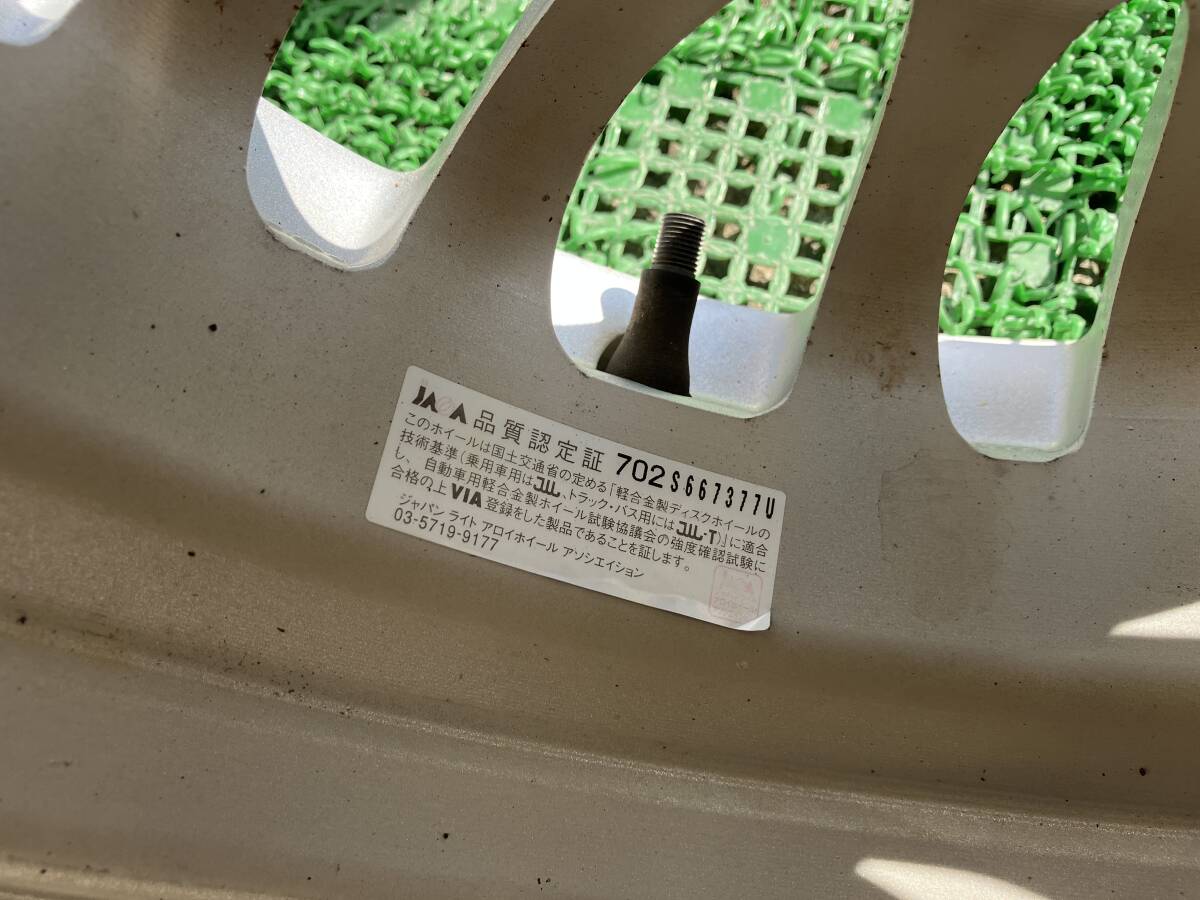 JAWA 品質認定証 702 S667377U
このホイールは国土交通省の定める「軽合金製ディスクホイールの
技術基準(乗用車用はJWL、トラック・バス用にはJWL-T)」に適合
し、自動車用軽合金製ホイール試験協議会の強度確認試験に
合格の上VIA登録をした製品であることを証します。
ジャパン ライト アロイホイール アソシエイション
03-5719-9177